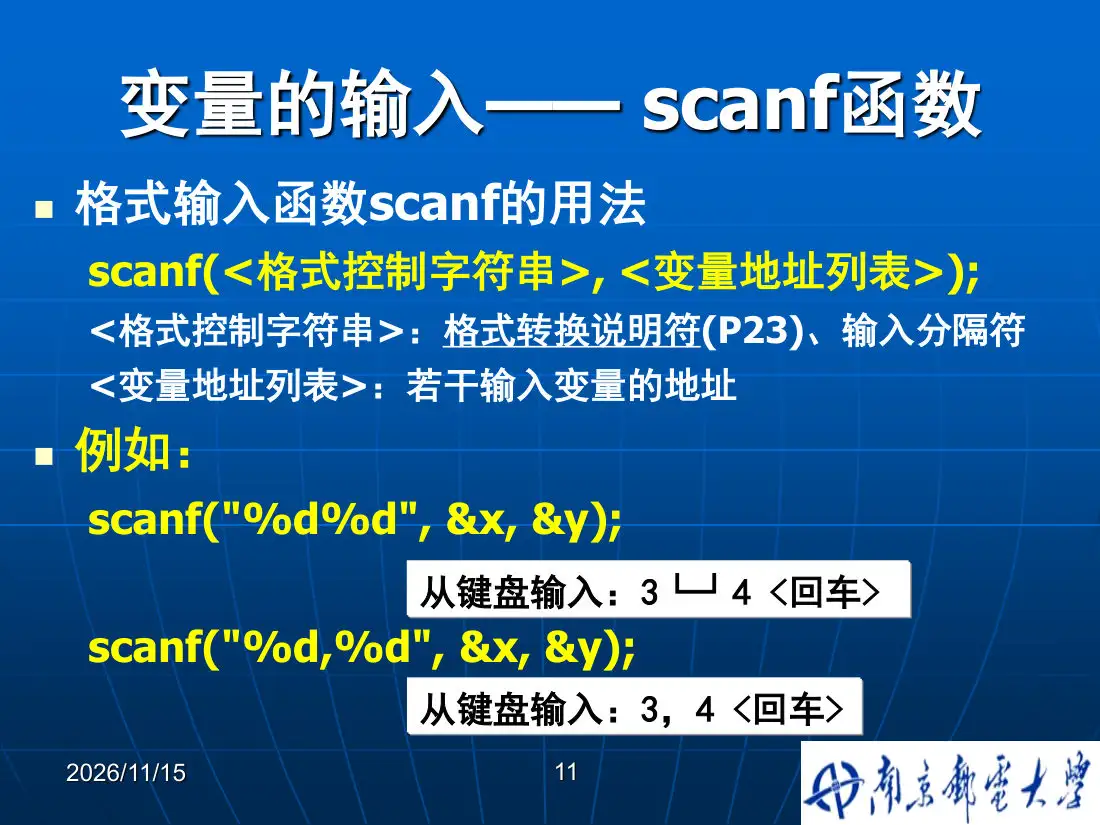 变量的输入—— scanf函数
格式输入函数scanf的用法
scanf(<格式控制字符串>, <变量地址列表>);
<格式控制字符串>：格式转换说明符(P23)、输入分隔符
<变量地址列表>：若干输入变量的地址
例如：
scanf("%d%d", &x, &y);
从键盘输入：3 └┘ 4 <回车>
scanf("%d,%d", &x, &y);
从键盘输入：3，4 <回车>
2026/11/15
11
南京邮电大学